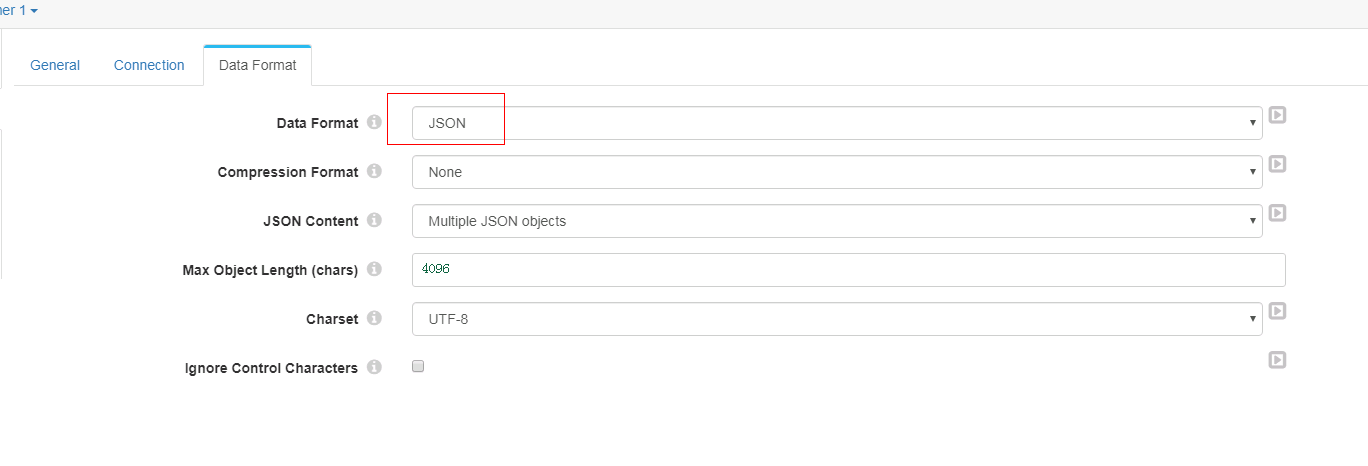 er 1
General Connection Data Format
Data Format JSON
Compression Format None
JSON Content Multiple JSON objects
Max Object Length (chars) 4096
Charset UTF-8
Ignore Control Characters